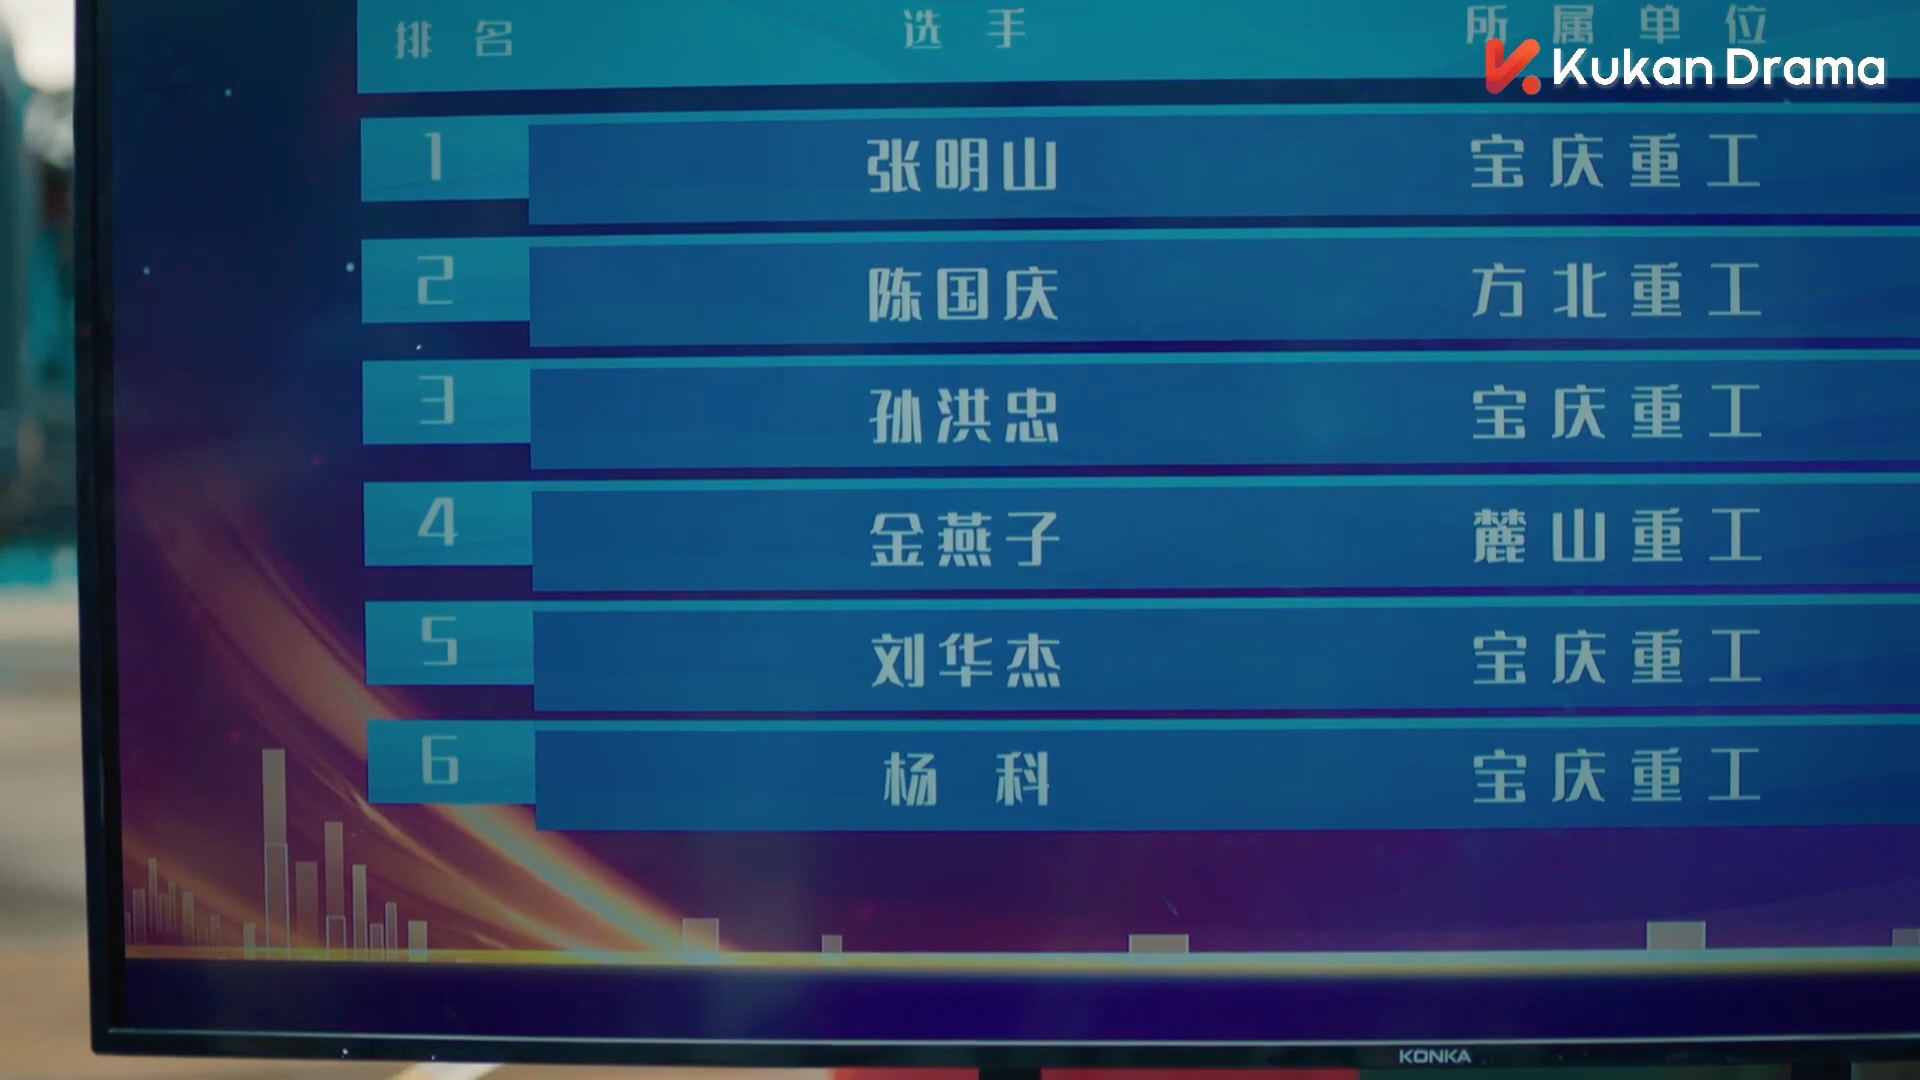 排名 选手 所属单位
Kukan Drama
1 张明山 宝庆重工
2 陈国庆 方北重工
3 孙洪忠 宝庆重工
4 金燕子 麓山重工
5 刘华杰 宝庆重工
6 杨科 宝庆重工
KONKA